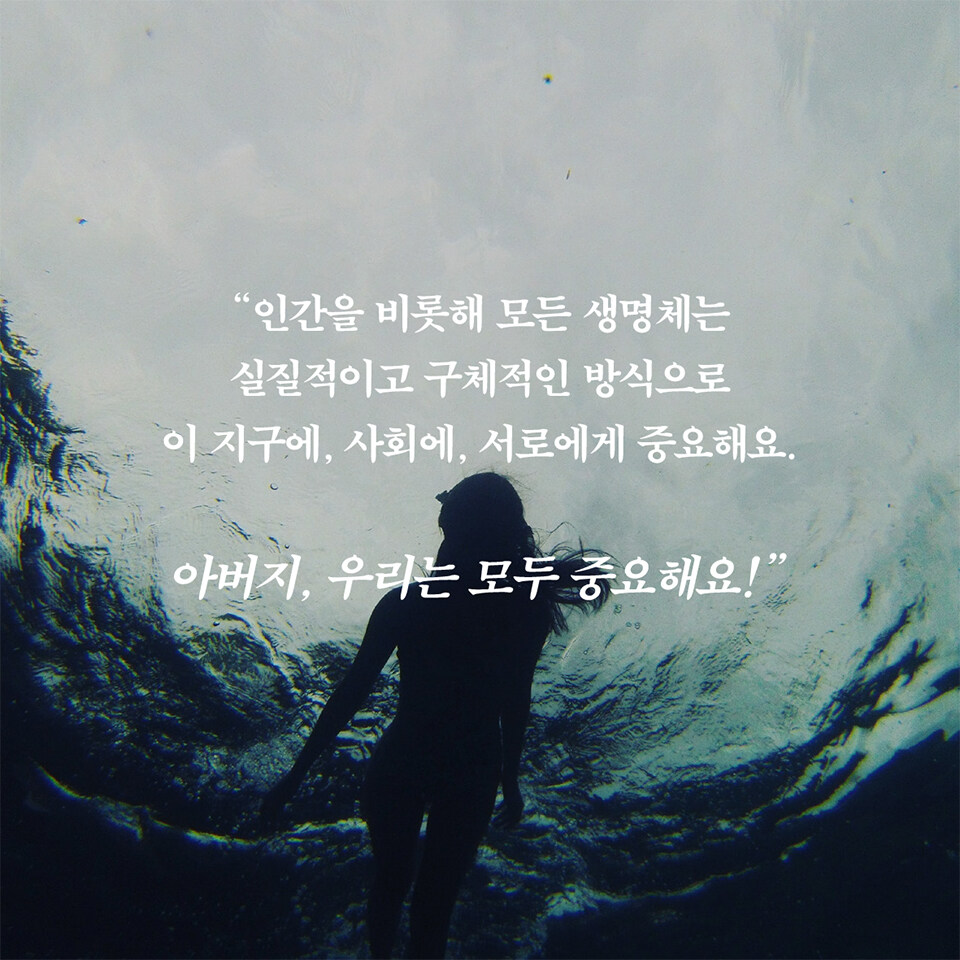 “인간을 비롯해 모든 생명체는
실질적이고 구체적인 방식으로
이 지구에, 사회에, 서로에게 중요해요.
아버지, 우리는 모두 중요해요!”